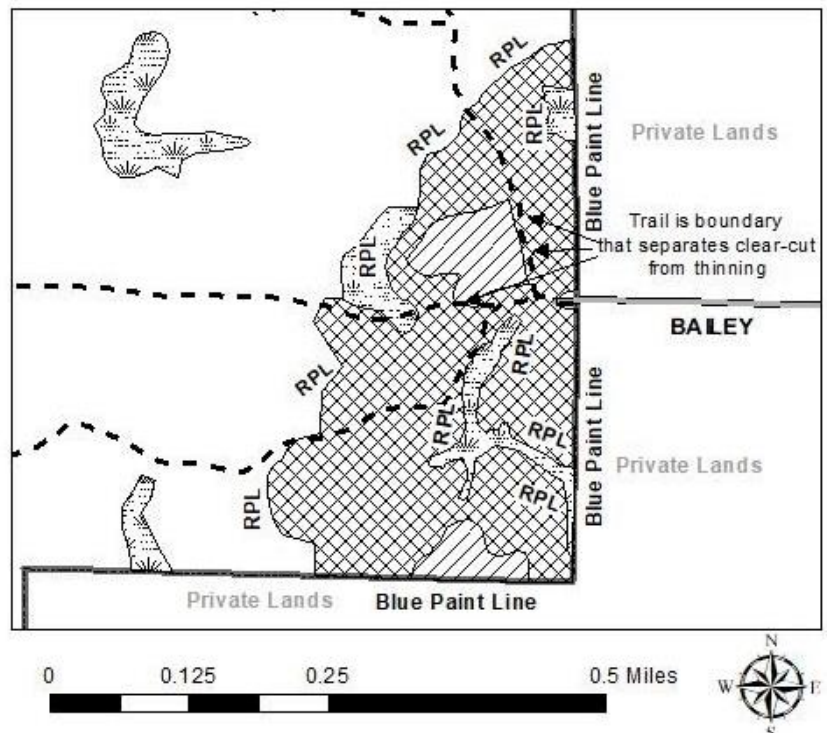 RPL
RPL
RPL
Blue Paint Line
Private Lands
Trail is boundary
that separates clear-cut
from thinning
RPL
BAILEY
RPL
RPL
RPL
RPL
Blue Paint Line
Private Lands
RPL
RPL
Private Lands
Blue Paint Line
0
0.125
0.25
0.5 Miles
N
W
E
S